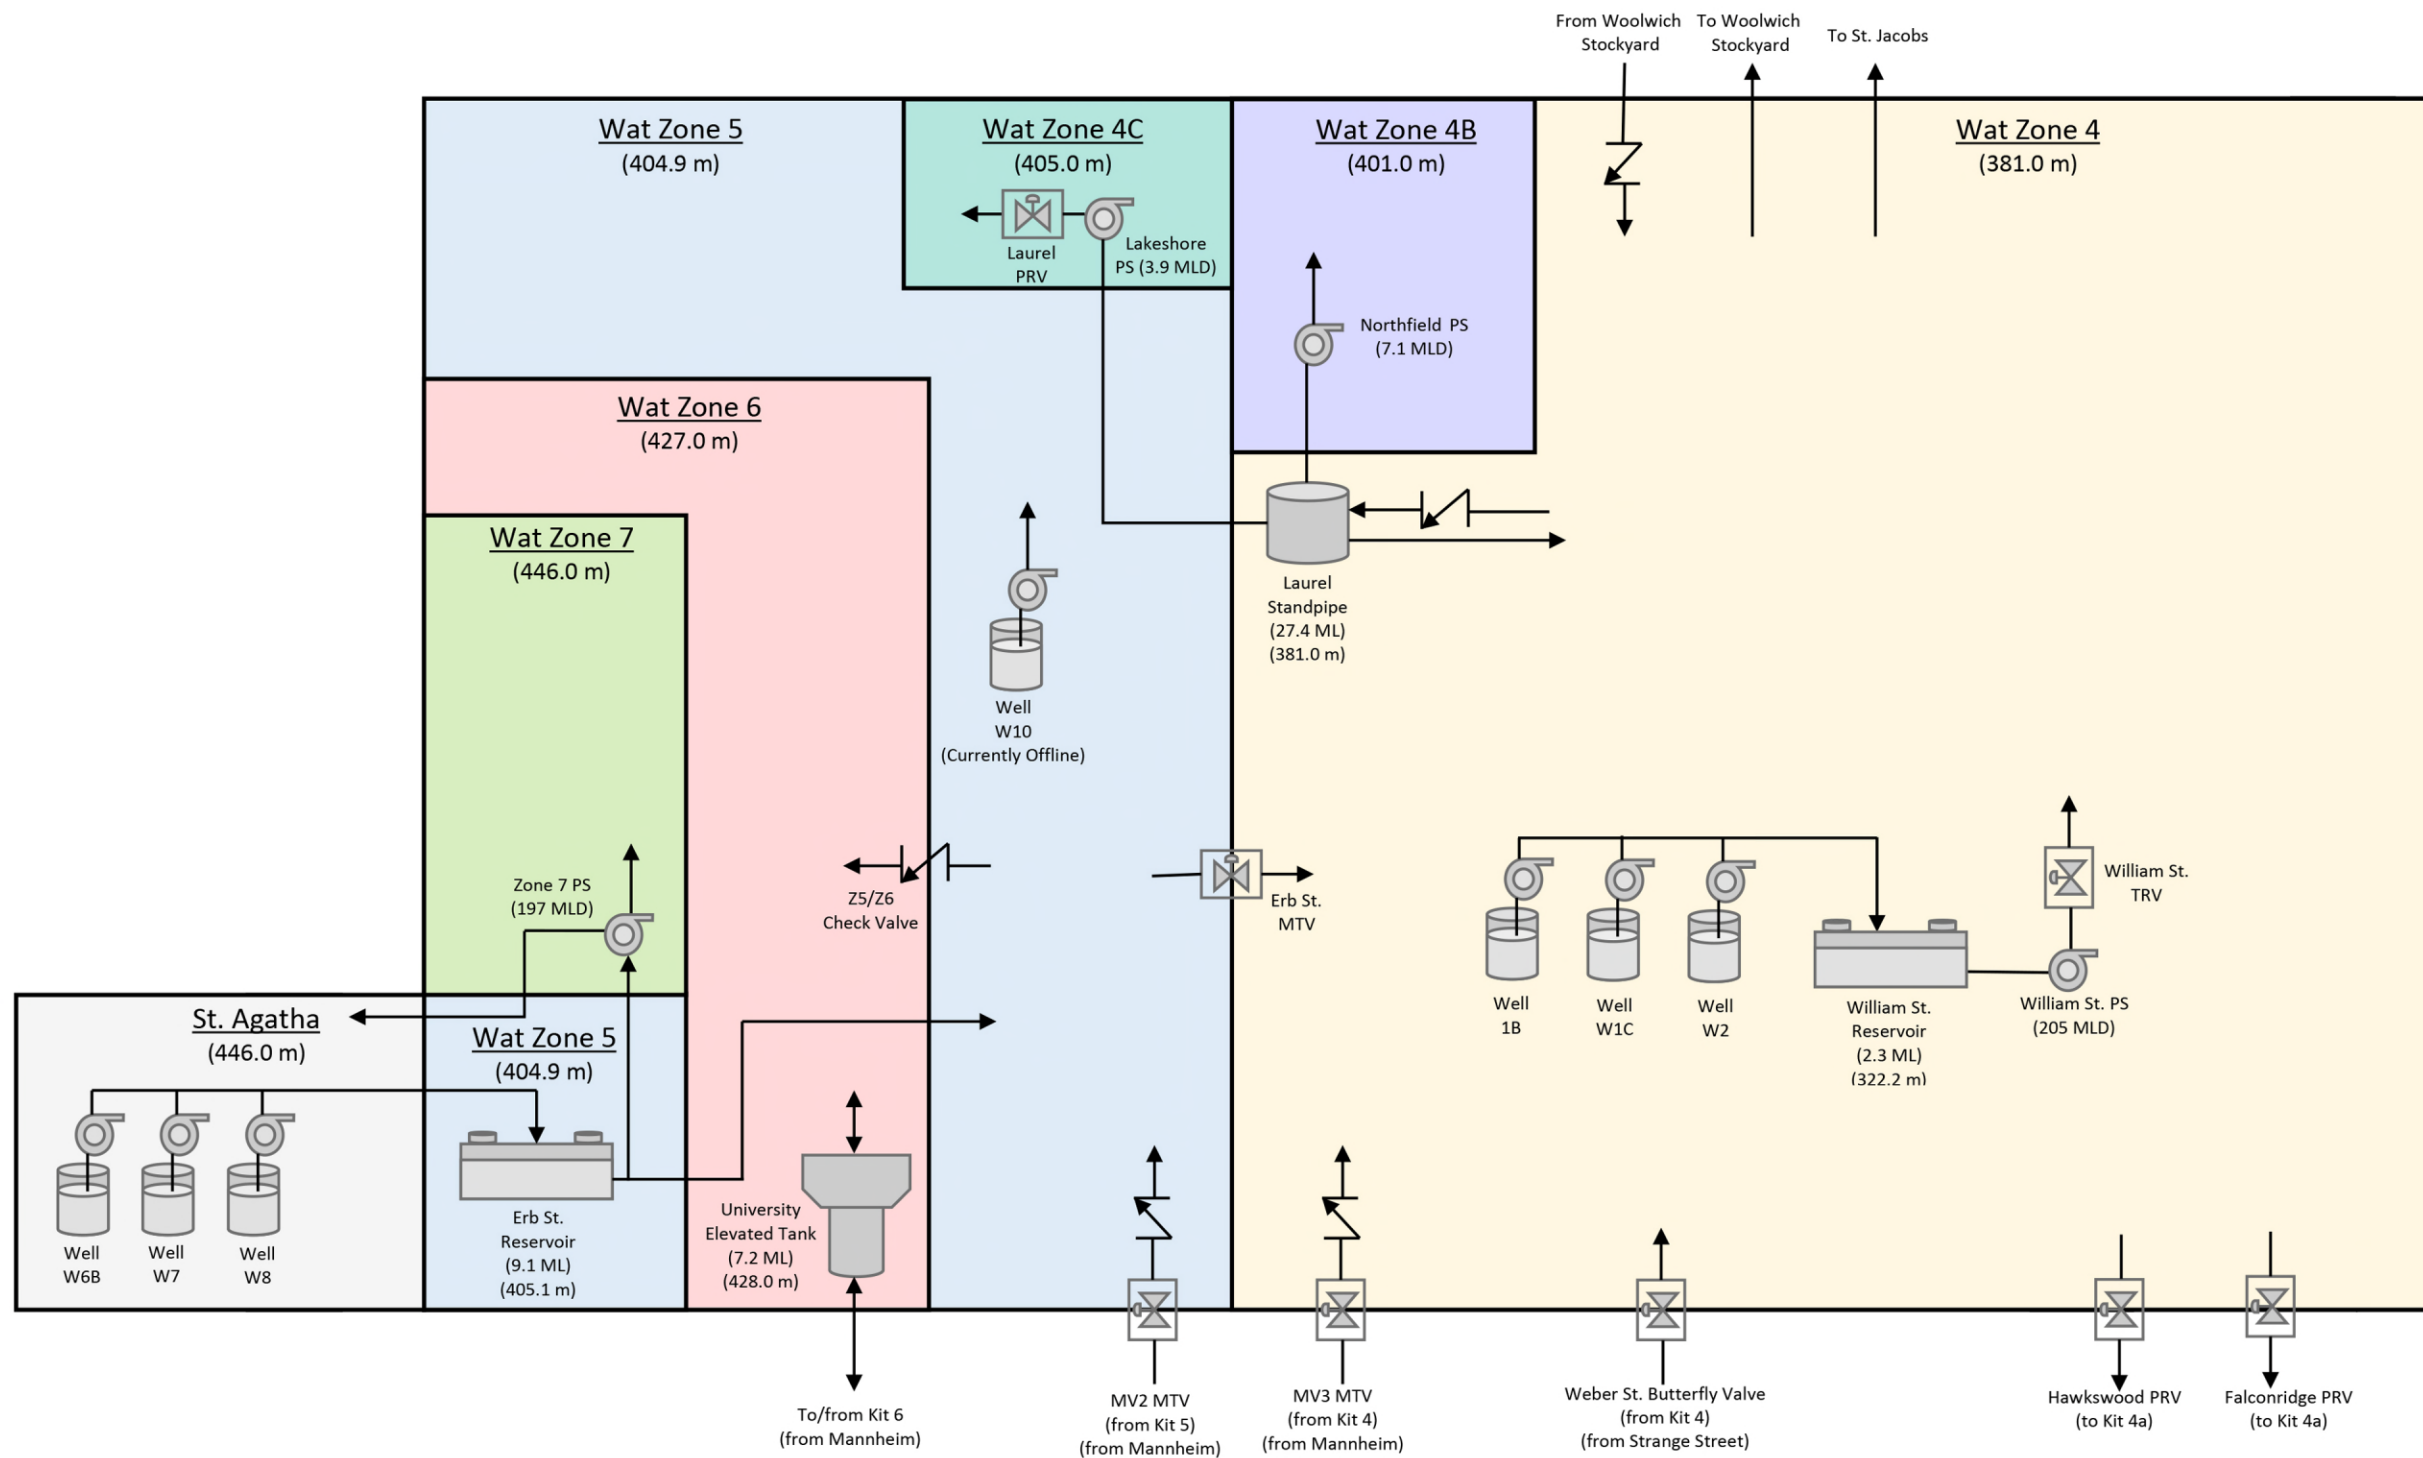 From Woolwich
Stockyard
To Woolwich
Stockyard
To St. Jacobs
Wat Zone 5
(404.9 m)
Wat Zone 4C
(405.0 m)
Wat Zone 4B
(401.0 m)
Wat Zone 4
(381.0 m)
Laurel
PRV
Lakeshore
PS (3.9 MLD)
Northfield PS
(7.1 MLD)
Wat Zone 6
(427.0 m)
Wat Zone 7
(446.0 m)
Laurel
Standpipe
(27.4 ML)
(381.0 m)
Well
W10
(Currently Offline)
Zone 7 PS
(197 MLD)
Z5/Z6
Check Valve
Erb St.
MTV
William St.
TRV
Well
1B
Well
W1C
Well
W2
William St.
Reservoir
(2.3 ML)
(322.2 m)
William St. PS
(205 MLD)
St. Agatha
(446.0 m)
Wat Zone 5
(404.9 m)
Well
W6B
Well
W7
Well
W8
Erb St.
Reservoir
(9.1 ML)
(405.1 m)
University
Elevated Tank
(7.2 ML)
(428.0 m)
To/from Kit 6
(from Mannheim)
MV2 MTV
(from Kit 5)
(from Mannheim)
MV3 MTV
(from Kit 4)
(from Mannheim)
Weber St. Butterfly Valve
(from Kit 4)
(from Strange Street)
Hawkswood PRV
(to Kit 4a)
Falconridge PRV
(to Kit 4a)